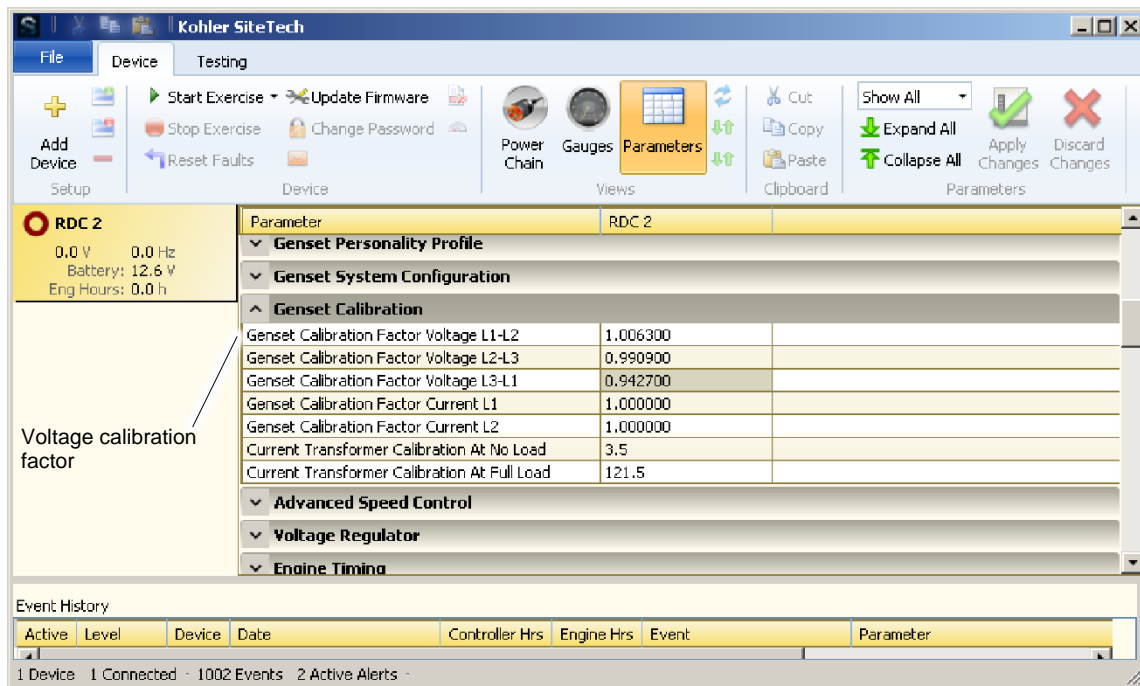 Kohler SiteTech
File Device Testing
Add Device
Start Exercise
Stop Exercise
Reset Faults
Update Firmware
Change Password
Power Chain
Gauges
Parameters
Cut
Copy
Paste
Show All
Expand All
Collapse All
Apply Changes
Discard Changes
Setup Device Views Clipboard Parameters
RDC 2
0.0 V 0.0 Hz
Battery: 12.6 V
Eng Hours: 0.0 h
Voltage calibration
factor
Parameter RDC 2
Genset Personality Profile
Genset System Configuration
Genset Calibration
Genset Calibration Factor Voltage L1-L2 1.006300
Genset Calibration Factor Voltage L2-L3 0.990900
Genset Calibration Factor Voltage L3-L1 0.942700
Genset Calibration Factor Current L1 1.000000
Genset Calibration Factor Current L2 1.000000
Current Transformer Calibration At No Load 3.5
Current Transformer Calibration At Full Load 121.5
Advanced Speed Control
Voltage Regulator
Engine Timing
Event History
Active Level Device Date Controller Hrs Engine Hrs Event Parameter
1 Device 1 Connected - 1002 Events 2 Active Alerts -